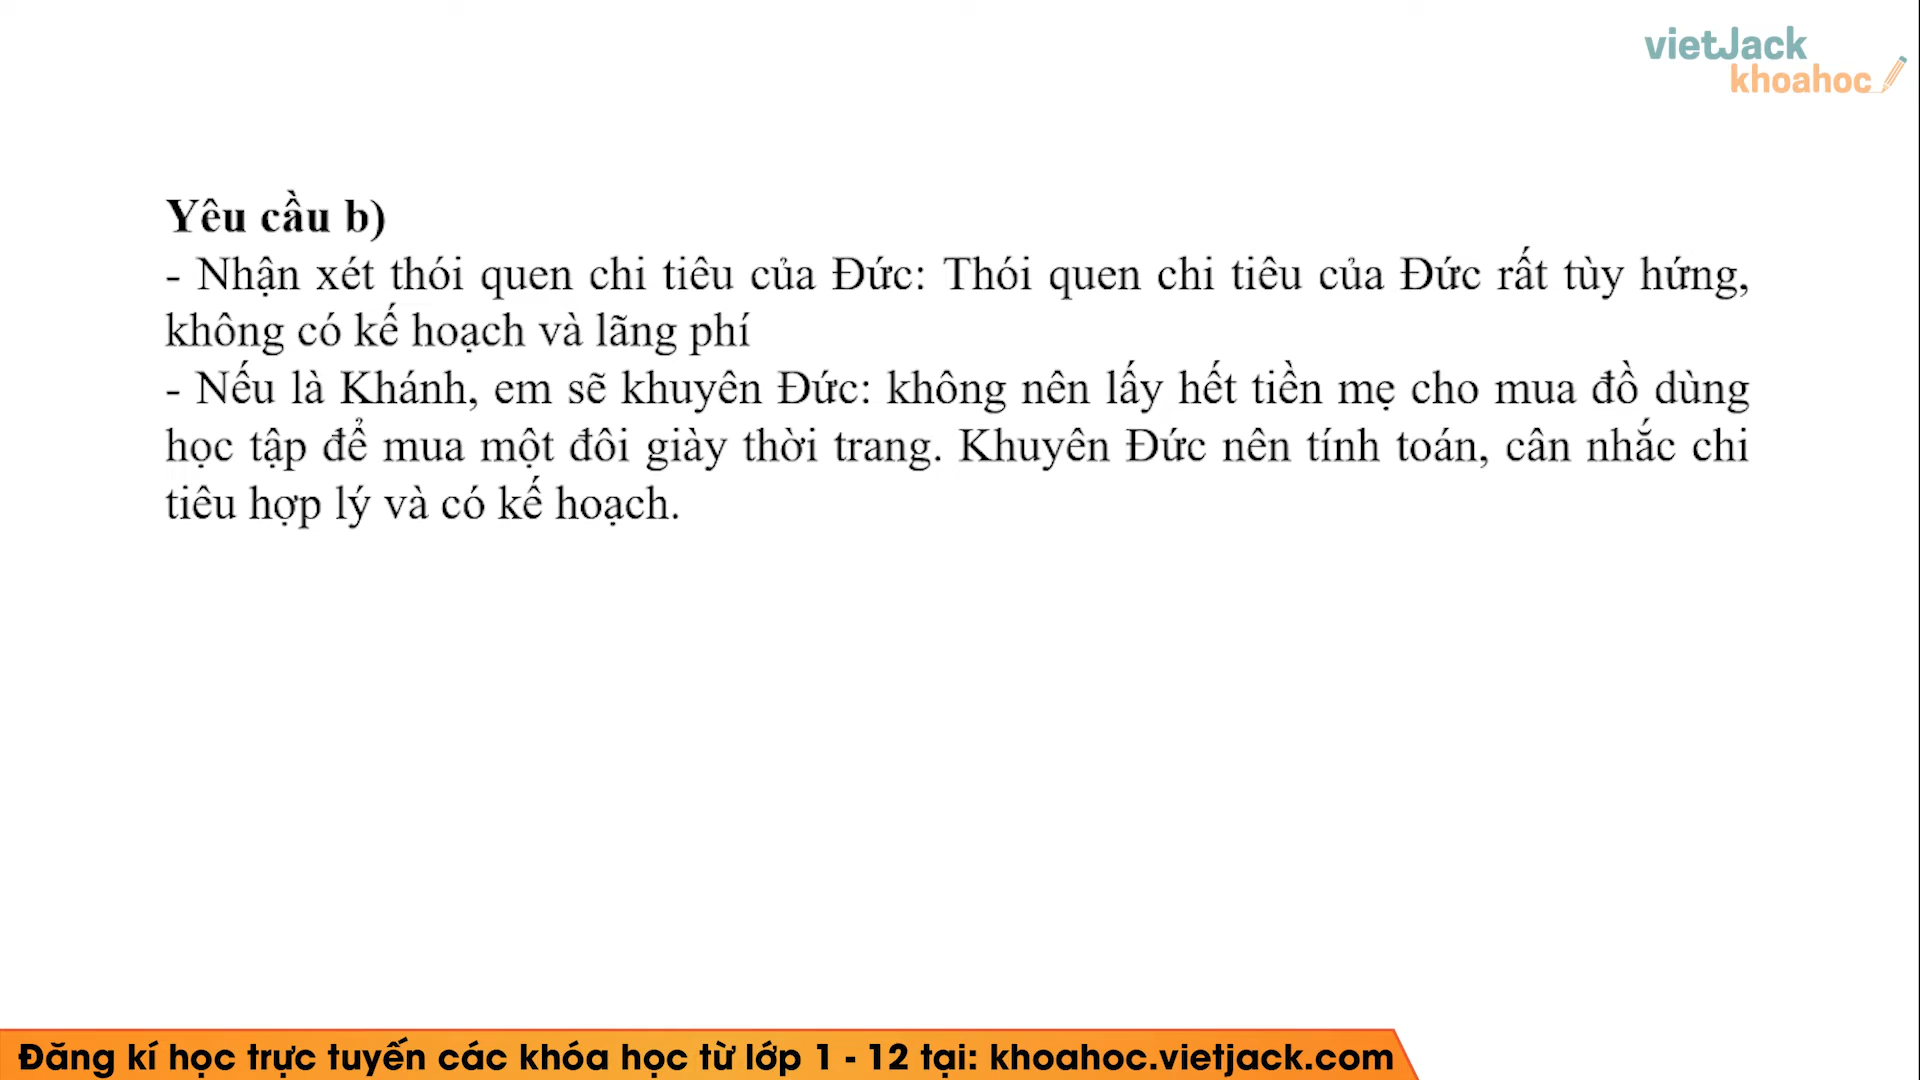 vietJack
khoahoc
Yêu cầu b)
- Nhận xét thói quen chi tiêu của Đức: Thói quen chi tiêu của Đức rất tùy hứng,
không có kế hoạch và lãng phí
- Nếu là Khánh, em sẽ khuyên Đức: không nên lấy hết tiền mẹ cho mua đồ dùng
học tập để mua một đôi giày thời trang. Khuyên Đức nên tính toán, cân nhắc chi
tiêu hợp lý và có kế hoạch.
Đăng kí học trực tuyến các khóa học từ lớp 1 - 12 tại: khoahoc.vietjack.com